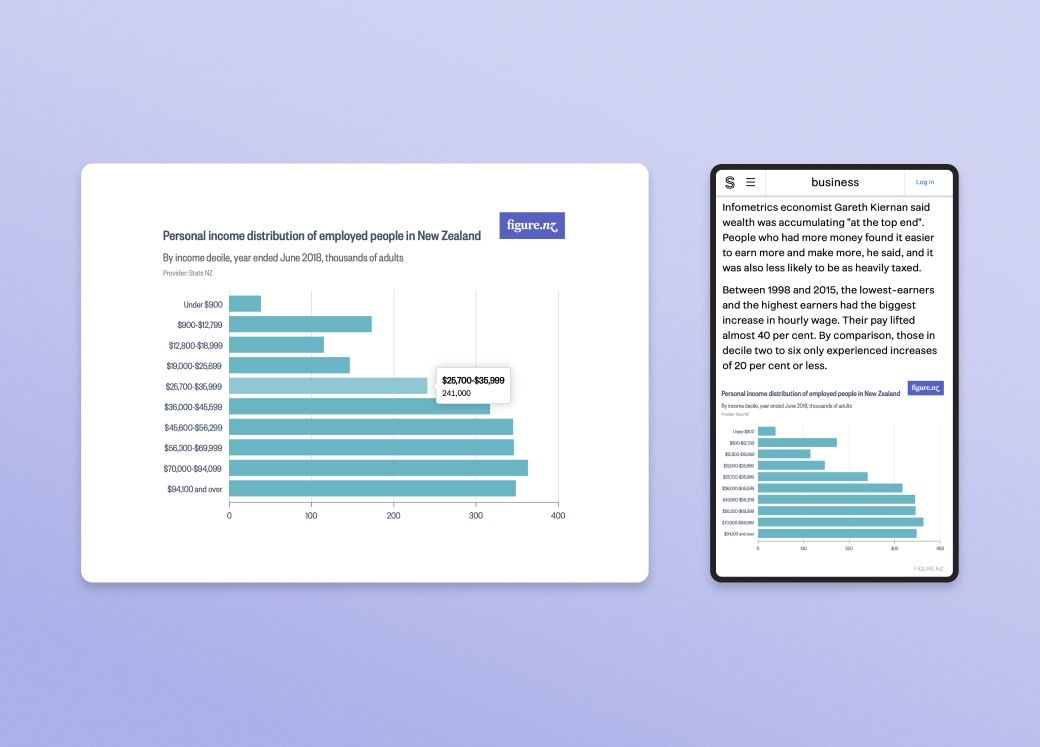 figure.nz
Personal income distribution of employed people in New Zealand
By income decile, year ended June 2018, thousands of adults
Provider: Stats NZ
Under $900
$900-$12,799
$12,800-$18,999
$19,000-$25,699
$25,700-$35,999
$25,700-$35,999
241,000
$36,000-$45,599
$45,600-$56,299
$56,300-$69,999
$70,000-$94,099
$94,100 and over
0 100 200 300 400
S business Log in
Infometrics economist Gareth Kiernan said
wealth was accumulating "at the top end".
People who had more money found it easier
to earn more and make more, he said, and it
was also less likely to be as heavily taxed.
Between 1998 and 2015, the lowest-earners
and the highest earners had the biggest
increase in hourly wage. Their pay lifted
almost 40 per cent. By comparison, those in
decile two to six only experienced increases
of 20 per cent or less.
figure.nz
Personal income distribution of employed people in New Zealand
By income decile, year ended June 2018, thousands of adults
Provider: Stats NZ
Under $900
$900-$12,799
$12,800-$18,999
$19,000-$25,699
$25,700-$35,999
$36,000-$45,599
$45,600-$56,299
$56,300-$69,999
$70,000-$94,099
$94,100 and over
0 100 200 300 400
FIGURE.NZ